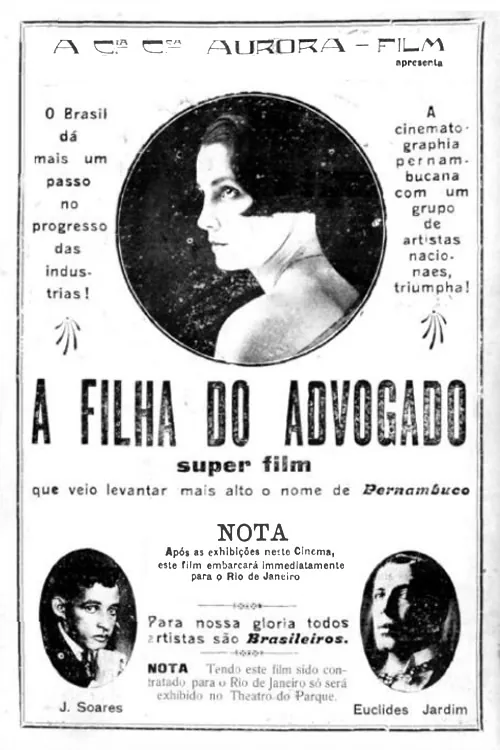 A Cia Cca AURORA – FILM
apresenta
O Brasil
dá
mais um
passo
no
progresso
das
indus-
trias!
A
cinemato-
graphia
pernam-
bucana
com um
grupo
de
artistas
nacio-
naes,
triumpha!
A FILHA DO ADVOGADO
super film
que veio levantar mais alto o nome de Pernambuco
NOTA
Após as exhibições neste Cinema,
este film embarcará immediatamente
para o Rio de Janeiro
Para nossa gloria todos
artistas são Brasileiros.
NOTA Tendo este film sido con-
tratado para o Rio de Janeiro só será
exhibido no Theatro do Parque.
J. Soares
Euclides Jardim